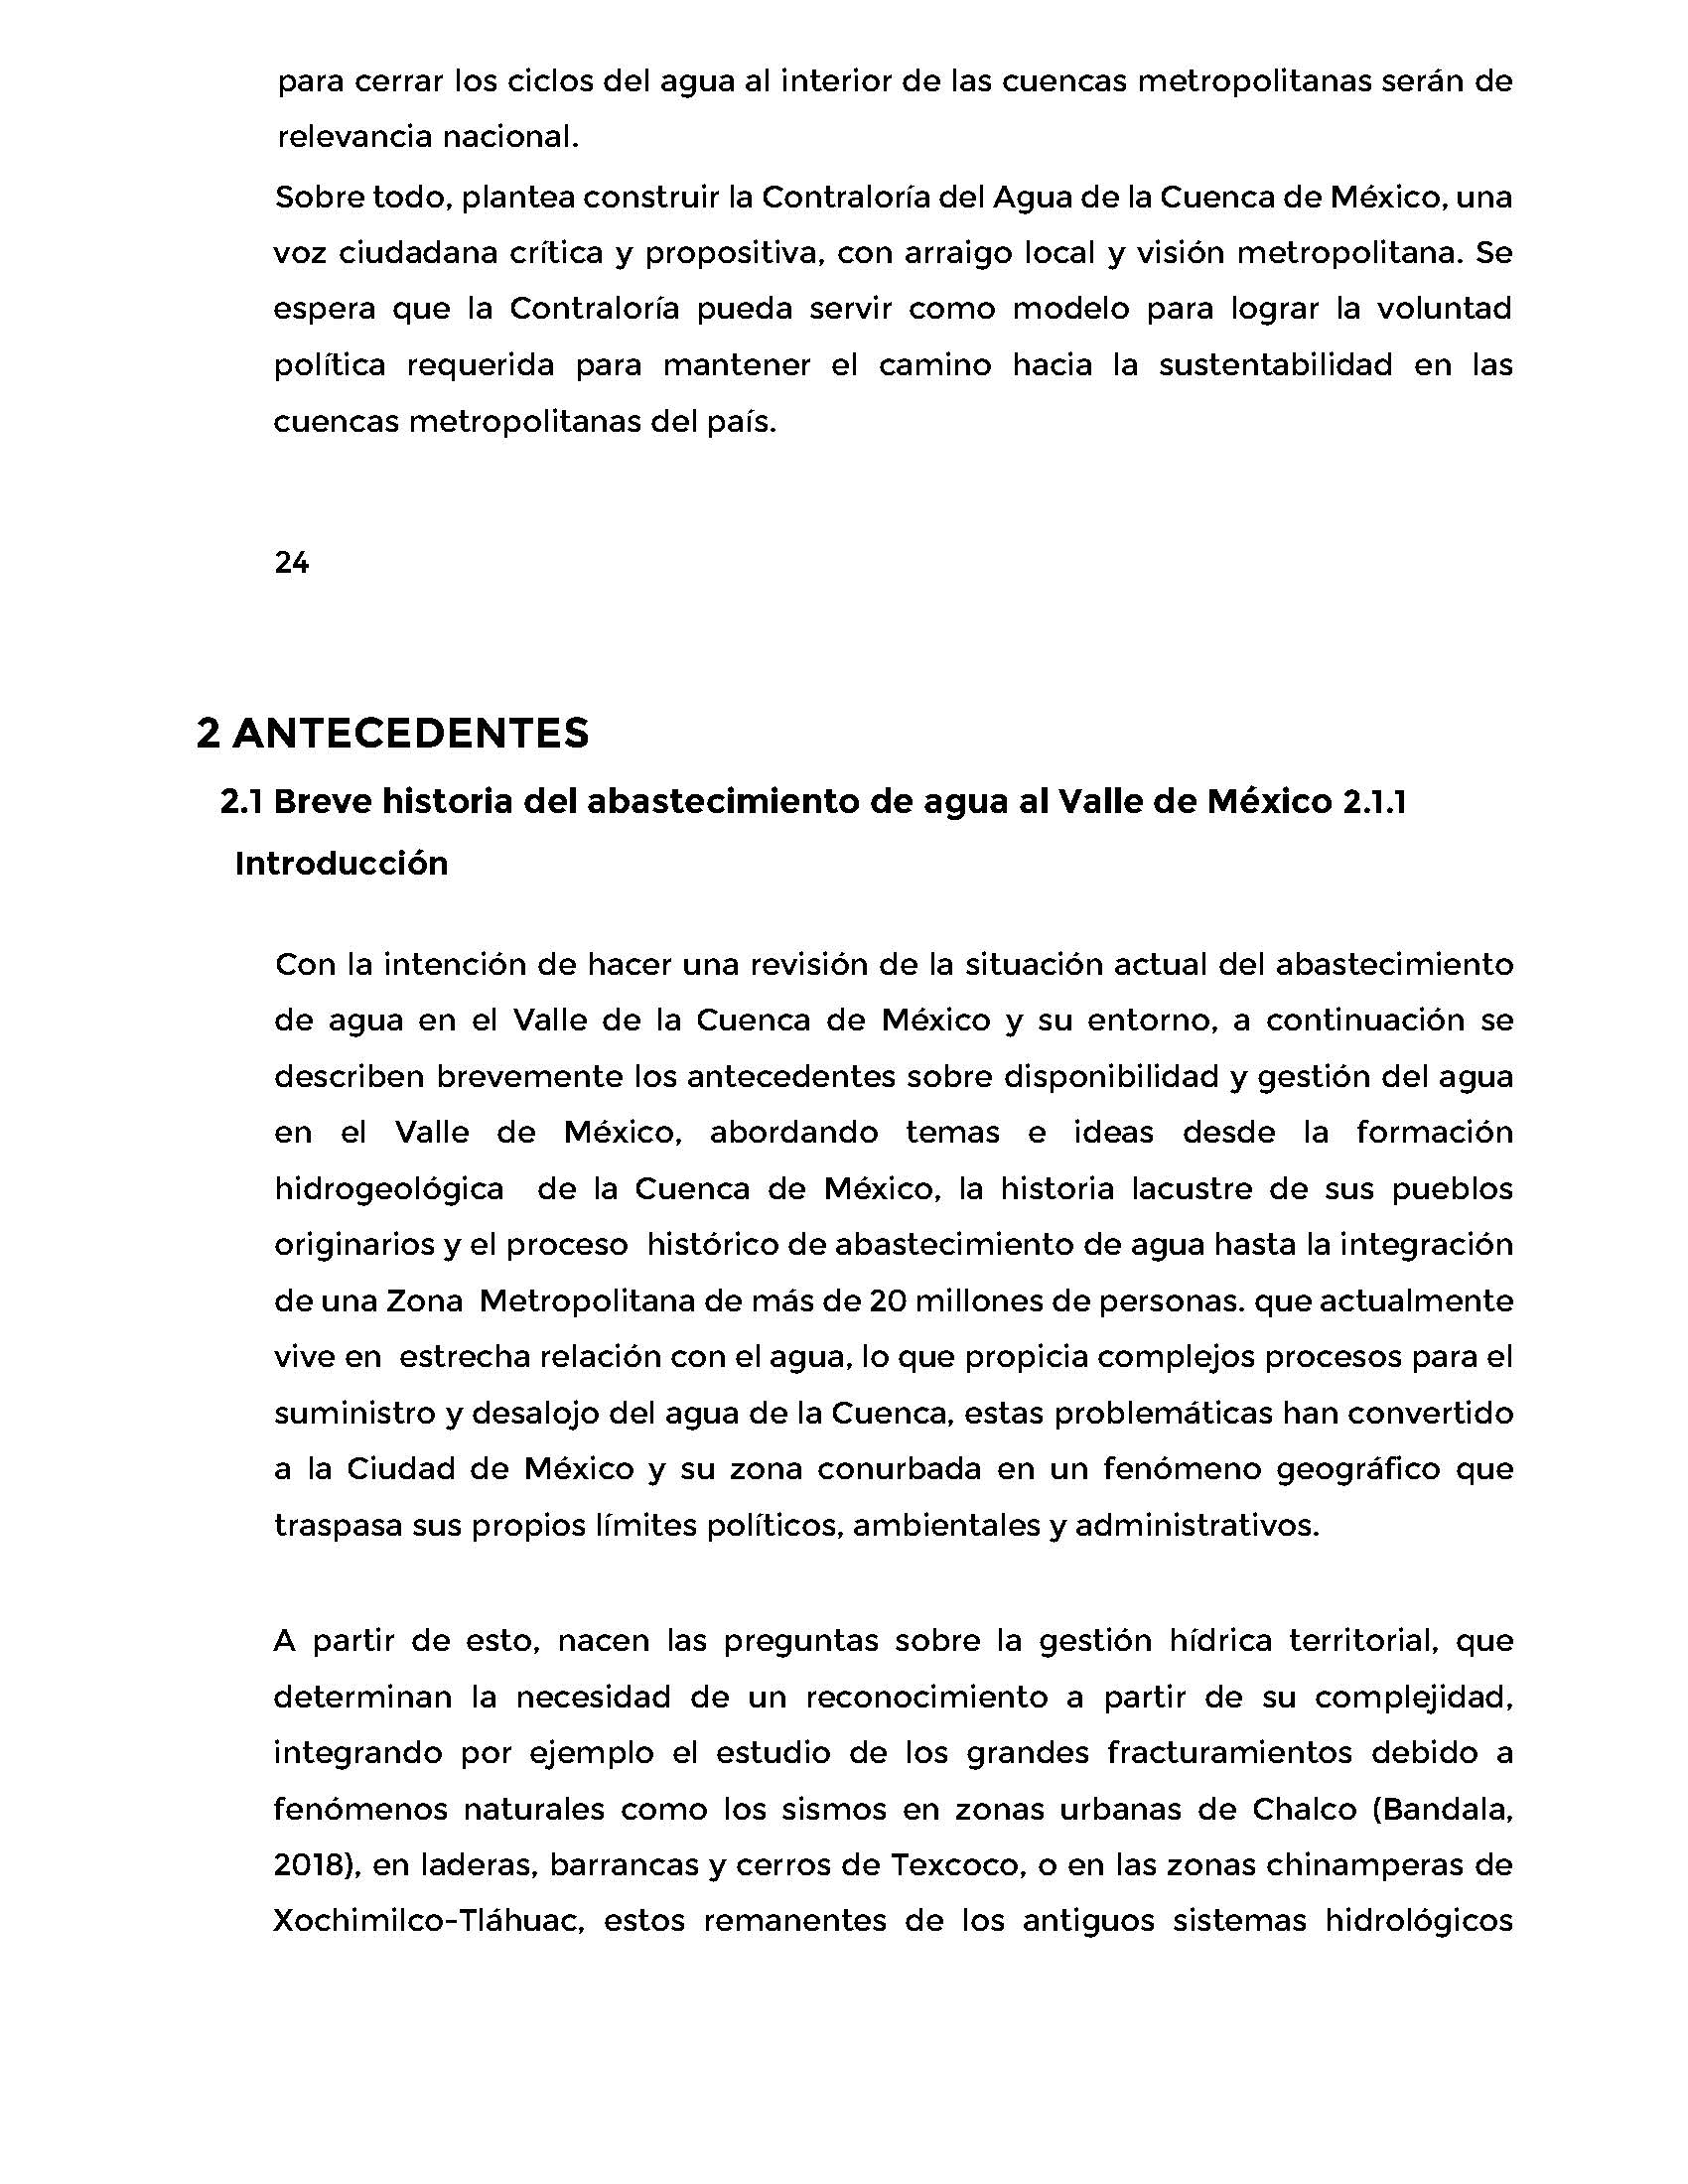 para cerrar los ciclos del agua al interior de las cuencas metropolitanas serán de
relevancia nacional.
Sobre todo, plantea construir la Contraloría del Agua de la Cuenca de México, una
voz ciudadana crítica y propositiva, con arraigo local y visión metropolitana. Se
espera que la Contraloría pueda servir como modelo para lograr la voluntad
política requerida para mantener el camino hacia la sustentabilidad en las
cuencas metropolitanas del país.
24
2 ANTECEDENTES
2.1 Breve historia del abastecimiento de agua al Valle de México 2.1.1
Introducción
Con la intención de hacer una revisión de la situación actual del abastecimiento
de agua en el Valle de la Cuenca de México y su entorno, a continuación se
describen brevemente los antecedentes sobre disponibilidad y gestión del agua
en el Valle de México, abordando temas e ideas desde la formación
hidrogeológica de la Cuenca de México, la historia lacustre de sus pueblos
originarios y el proceso histórico de abastecimiento de agua hasta la integración
de una Zona Metropolitana de más de 20 millones de personas. que actualmente
vive en estrecha relación con el agua, lo que propicia complejos procesos para el
suministro y desalojo del agua de la Cuenca, estas problemáticas han convertido
a la Ciudad de México y su zona conurbada en un fenómeno geográfico que
traspasa sus propios límites políticos, ambientales y administrativos.
A partir de esto, nacen las preguntas sobre la gestión hídrica territorial, que
determinan la necesidad de un reconocimiento a partir de su complejidad,
integrando por ejemplo el estudio de los grandes fracturamientos debido a
fenómenos naturales como los sismos en zonas urbanas de Chalco (Bandala,
2018), en laderas, barrancas y cerros de Texcoco, o en las zonas chinamperas de
Xochimilco-Tláhuac, estos remanentes de los antiguos sistemas hidrológicos